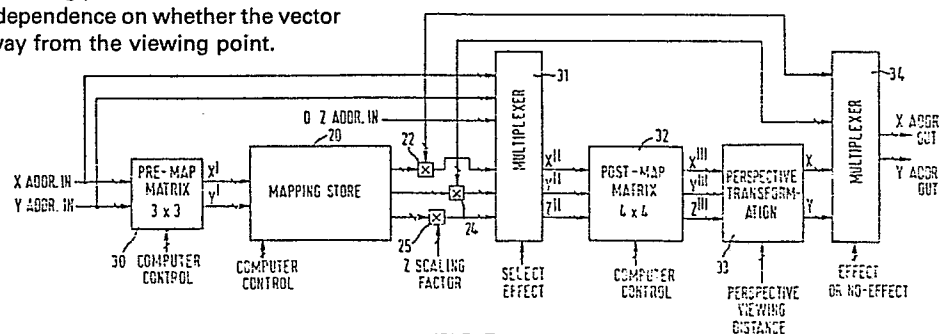 dependence on whether the vector
way from the viewing point.
31
34
MULTIPLEXER
MULTIPLEXER
0 Z ADDR. IN
20
22
32
X ADDR
OUT
Y ADDR
OUT
X ADDR. IN
Y ADDR. IN
PRE-MAP
MATRIX
3 x 3
X^I
Y^I
MAPPING STORE
X^II
Y^II
Z^II
POST-MAP
MATRIX
4 x 4
X^III
Y^III
Z^III
PERSPECTIVE
TRANSFORM-
ATION
X
Y
24
25
30
33
COMPUTER
CONTROL
COMPUTER
CONTROL
Z SCALING
FACTOR
SELECT
EFFECT
COMPUTER
CONTROL
PERSPECTIVE
VIEWING
DISTANCE
EFFECT
OR NO-EFFECT